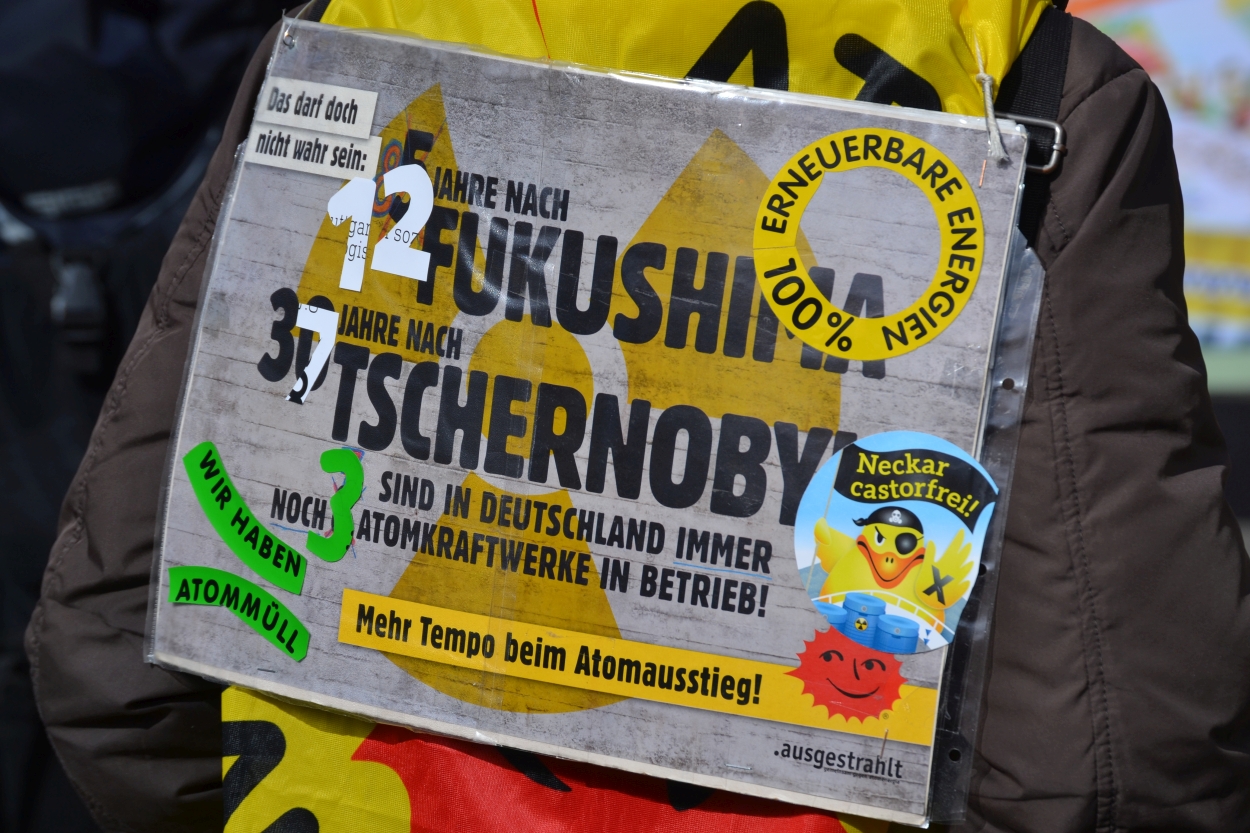 Das darf doch
nicht wahr sein:
12 JAHRE NACH
FUKUSHIMA
37 JAHRE NACH
TSCHERNOBYL
NOCH 3 SIND IN DEUTSCHLAND IMMER
ATOMKRAFTWERKE IN BETRIEB!
Mehr Tempo beim Atomausstieg!
.ausgestrahlt
ERNEUERBARE ENERGIEN
100%
Neckar
castorfrei!
X
WIR HABEN
ATOMMÜLL